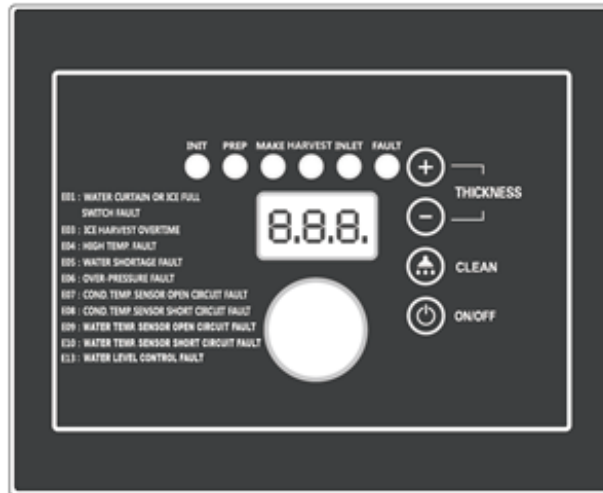 INIT PREP MAKE HARVEST INLET FAULT
+
THICKNESS
8.8.8.
−
E01 : WATER CURTAIN OR ICE FULL
SWITCH FAULT
E03 : ICE HARVEST OVERTIME
E04 : HIGH TEMP. FAULT
E05 : WATER SHORTAGE FAULT
E06 : OVER-PRESSURE FAULT
E07 : COND. TEMP. SENSOR OPEN CIRCUIT FAULT
E08 : COND. TEMP. SENSOR SHORT CIRCUIT FAULT
E09 : WATER TEMP. SENSOR OPEN CIRCUIT FAULT
E10 : WATER TEMP. SENSOR SHORT CIRCUIT FAULT
E13 : WATER LEVEL CONTROL FAULT
CLEAN
ON/OFF